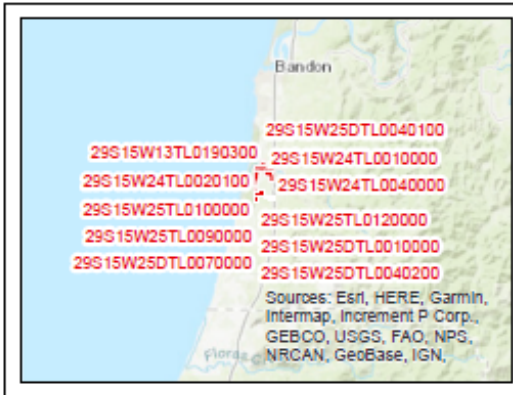 Bandon
29S15W25DTL0040100
29S15W13TL0190300
29S15W24TL0010000
29S15W24TL0020100
29S15W24TL0040000
29S15W25TL0100000
29S15W25TL0120000
29S15W25TL0090000
29S15W25DTL0010000
29S15W25DTL0070000
29S15W25DTL0040200
Sources: Esri, HERE, Garmin,
Intermap, Increment P Corp.,
GEBCO, USGS, FAO, NPS,
NRCAN, GeoBase, IGN,
Floras